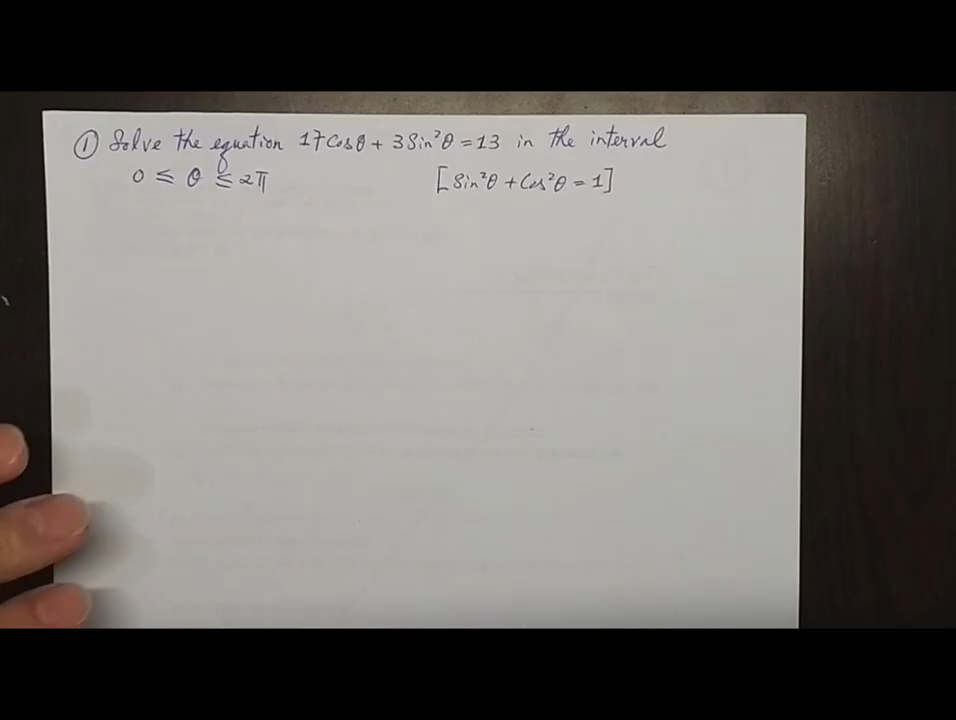 ① Solve the equation 17Cosθ + 3Sin²θ = 13 in the interval
0 ≤ θ ≤ 2π [Sin²θ + Cos²θ = 1]